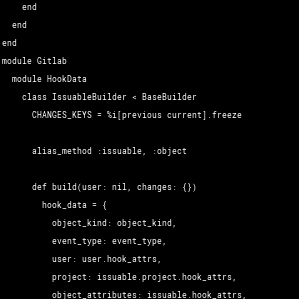 end
end
end
module Gitlab
module HookData
class IssuableBuilder < BaseBuilder
CHANGES_KEYS = %i[previous current].freeze
alias_method :issuable, :object
def build(user: nil, changes: {})
hook_data = {
object_kind: object_kind,
event_type: event_type,
user: user.hook_attrs,
project: issuable.project.hook_attrs,
object_attributes: issuable.hook_attrs,